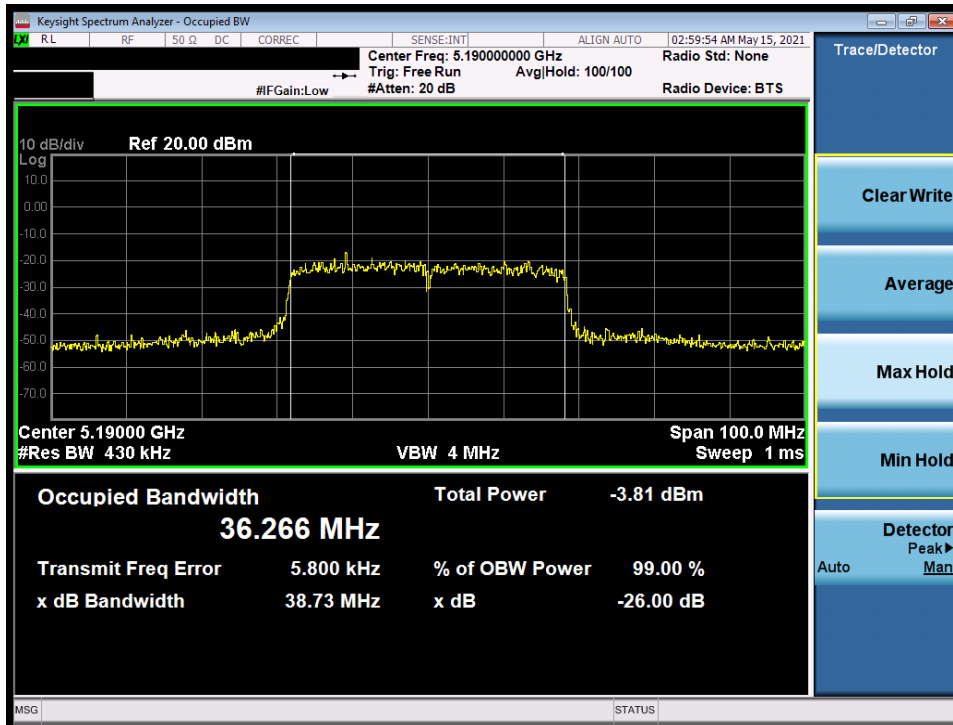 Keysight Spectrum Analyzer - Occupied BW
LXI RL RF 50 Ω DC CORREC SENSE:INT ALIGN AUTO 02:59:54 AM May 15, 2021
Center Freq: 5.190000000 GHz Radio Std: None
Trig: Free Run Avg|Hold: 100/100
#IFGain:Low #Atten: 20 dB Radio Device: BTS
10 dB/div Ref 20.00 dBm
Log
10.0
0.00
-10.0
-20.0
-30.0
-40.0
-50.0
-60.0
-70.0
Center 5.19000 GHz Span 100.0 MHz
#Res BW 430 kHz VBW 4 MHz Sweep 1 ms
Occupied Bandwidth Total Power -3.81 dBm
36.266 MHz
Transmit Freq Error 5.800 kHz % of OBW Power 99.00 %
x dB Bandwidth 38.73 MHz x dB -26.00 dB
MSG STATUS
Trace/Detector
Clear Write
Average
Max Hold
Min Hold
Detector
Peak▶
Auto Man